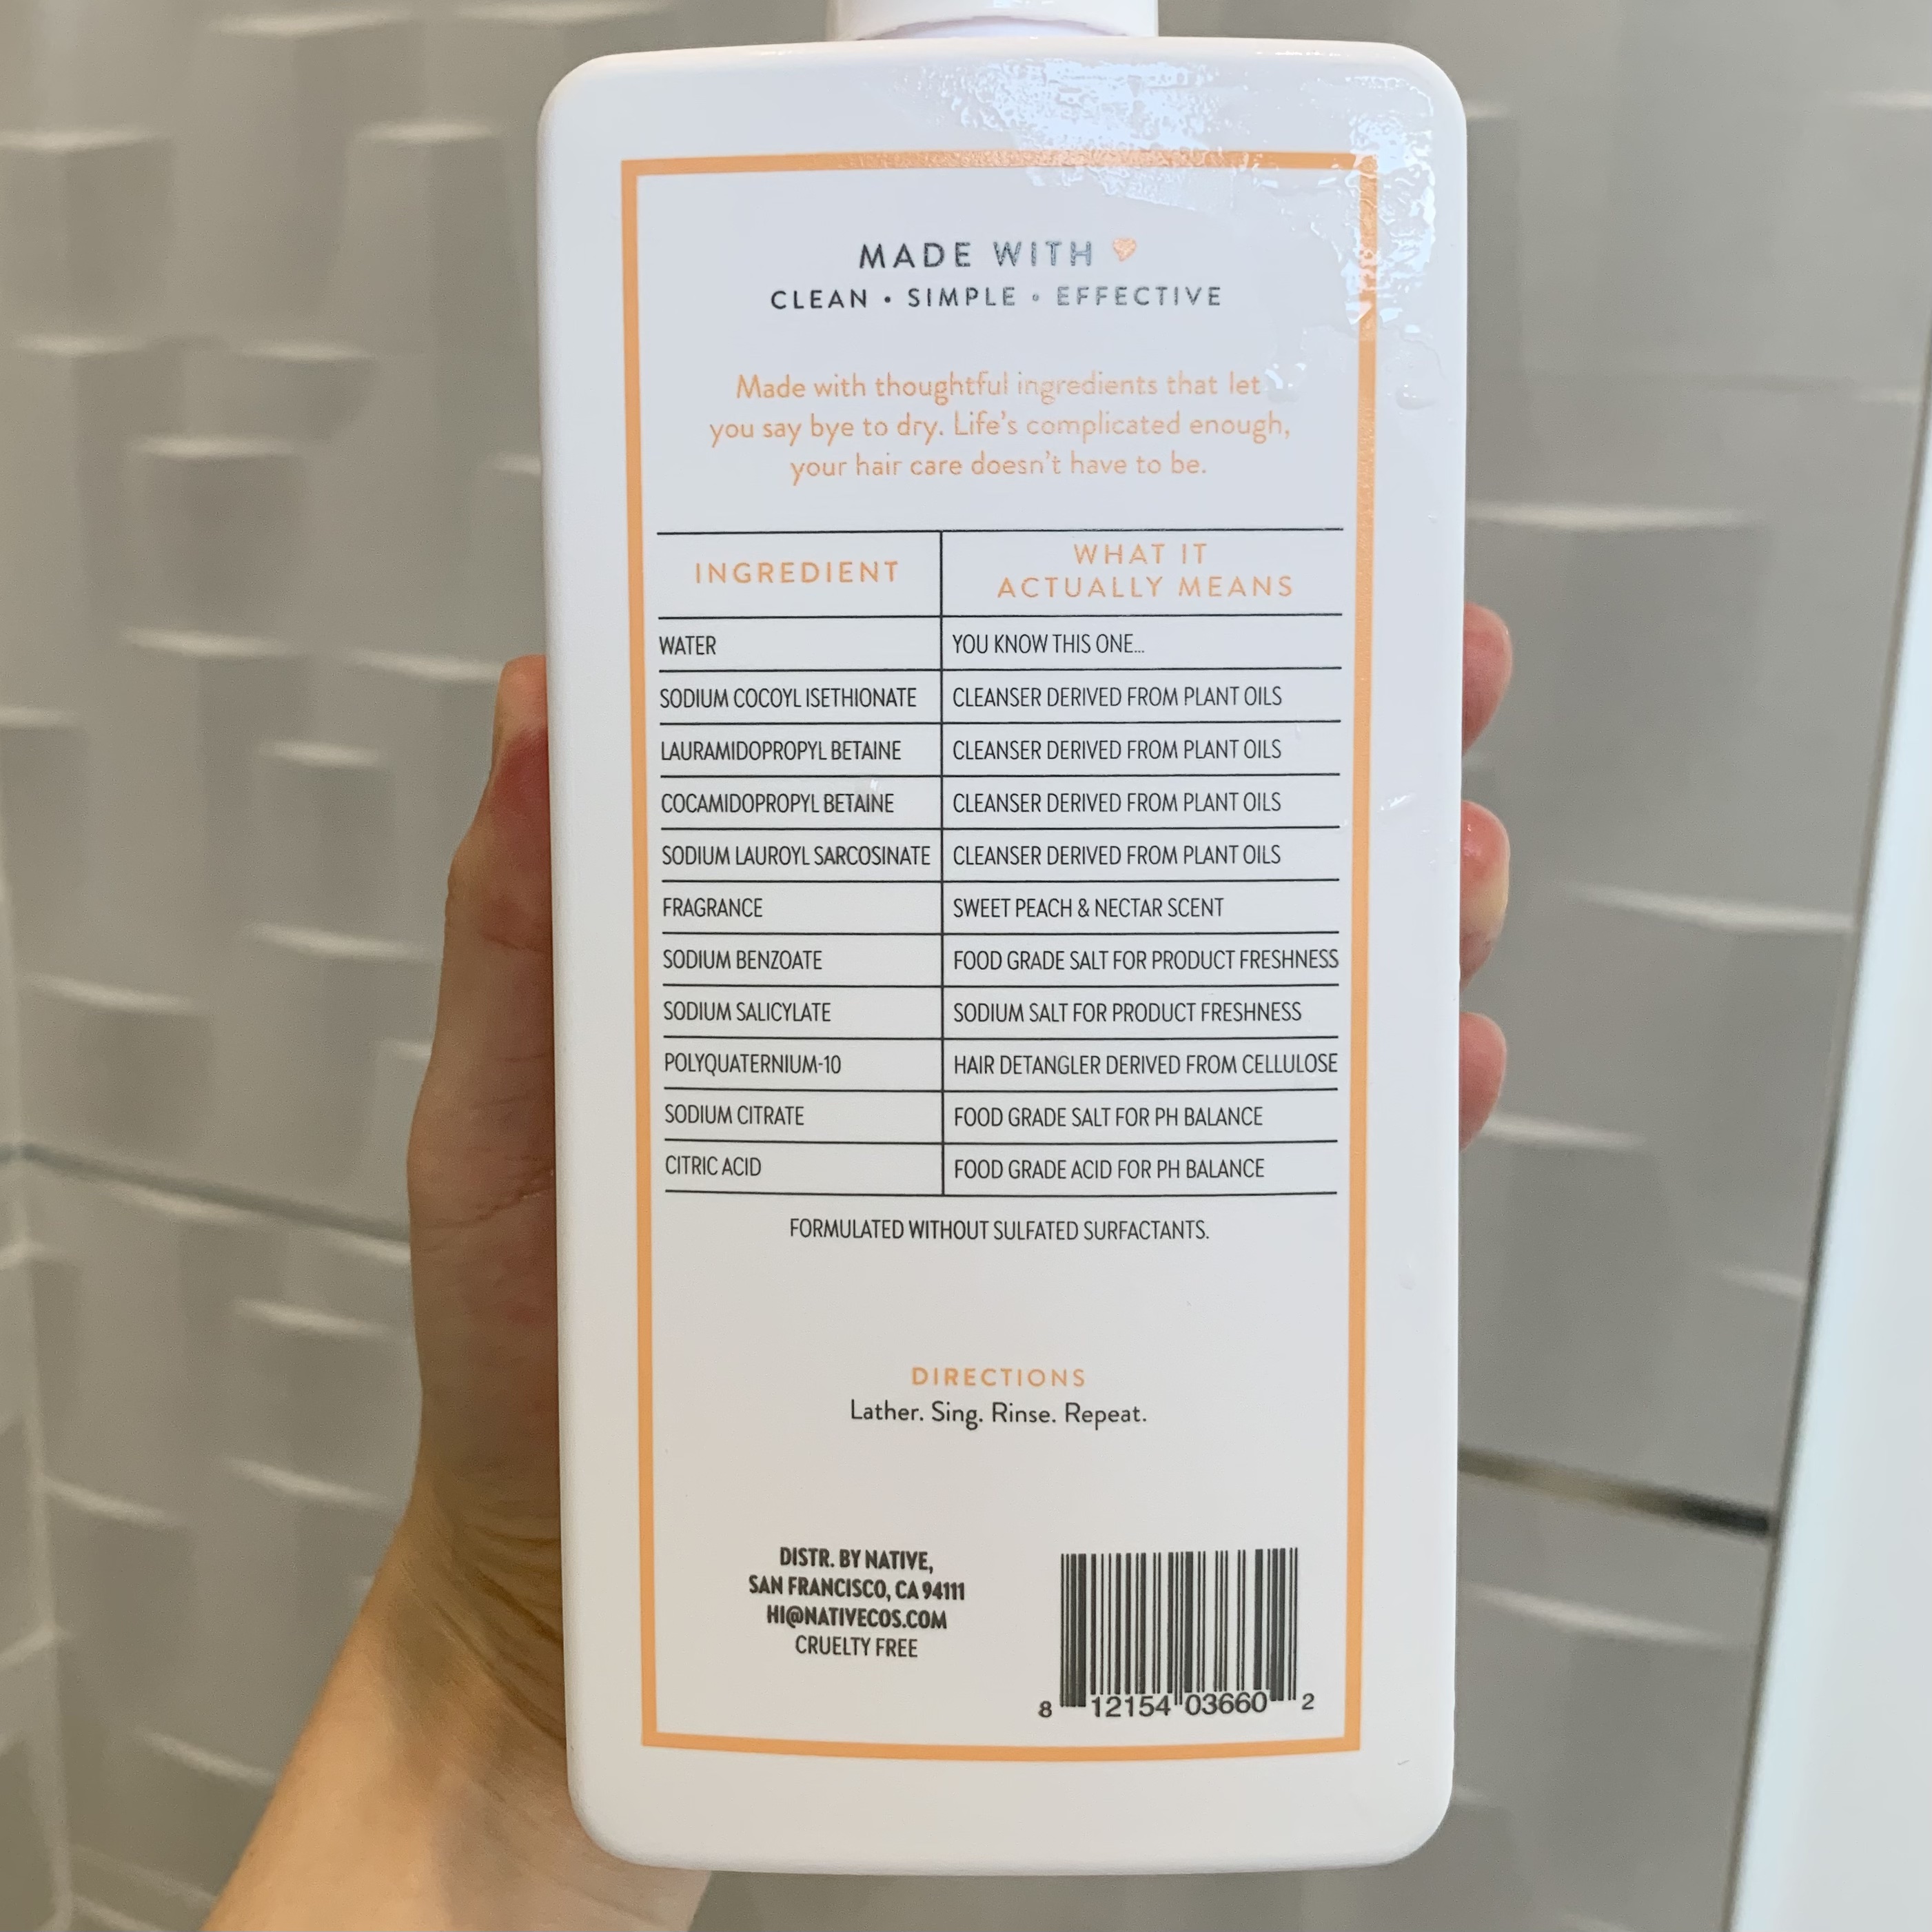 MADE WITH
CLEAN • SIMPLE • EFFECTIVE
Made with thoughtful ingredients that let
you say bye to dry. Life's complicated enough,
your hair care doesn't have to be.
INGREDIENT
WHAT IT
ACTUALLY MEANS
WATER YOU KNOW THIS ONE...
SODIUM COCOYL ISETHIONATE CLEANSER DERIVED FROM PLANT OILS
LAURAMIDOPROPYL BETAINE CLEANSER DERIVED FROM PLANT OILS
COCAMIDOPROPYL BETAINE CLEANSER DERIVED FROM PLANT OILS
SODIUM LAUROYL SARCOSINATE CLEANSER DERIVED FROM PLANT OILS
FRAGRANCE SWEET PEACH & NECTAR SCENT
SODIUM BENZOATE FOOD GRADE SALT FOR PRODUCT FRESHNESS
SODIUM SALICYLATE SODIUM SALT FOR PRODUCT FRESHNESS
POLYQUATERNIUM-10 HAIR DETANGLER DERIVED FROM CELLULOSE
SODIUM CITRATE FOOD GRADE SALT FOR PH BALANCE
CITRIC ACID FOOD GRADE ACID FOR PH BALANCE
FORMULATED WITHOUT SULFATED SURFACTANTS.
DIRECTIONS
Lather. Sing. Rinse. Repeat.
DISTR. BY NATIVE,
SAN FRANCISCO, CA 94111
HI@NATIVECOS.COM
CRUELTY FREE
8 12154 03660 2